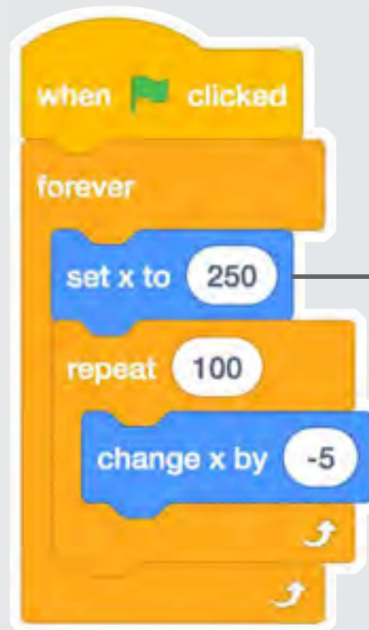 when clicked
forever
set x to 250
repeat 100
change x by -5